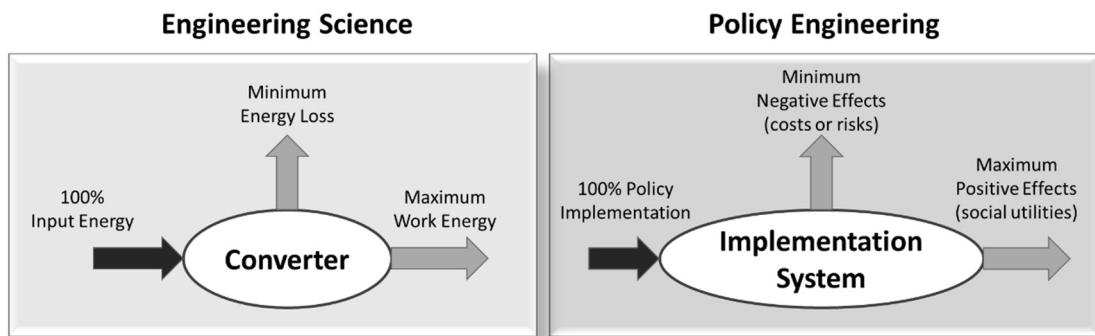 Engineering Science
Minimum
Energy Loss
100%
Input Energy
Maximum
Work Energy
Converter
Policy Engineering
Minimum
Negative Effects
(costs or risks)
100% Policy
Implementation
Maximum
Positive Effects
(social utilities)
Implementation
System